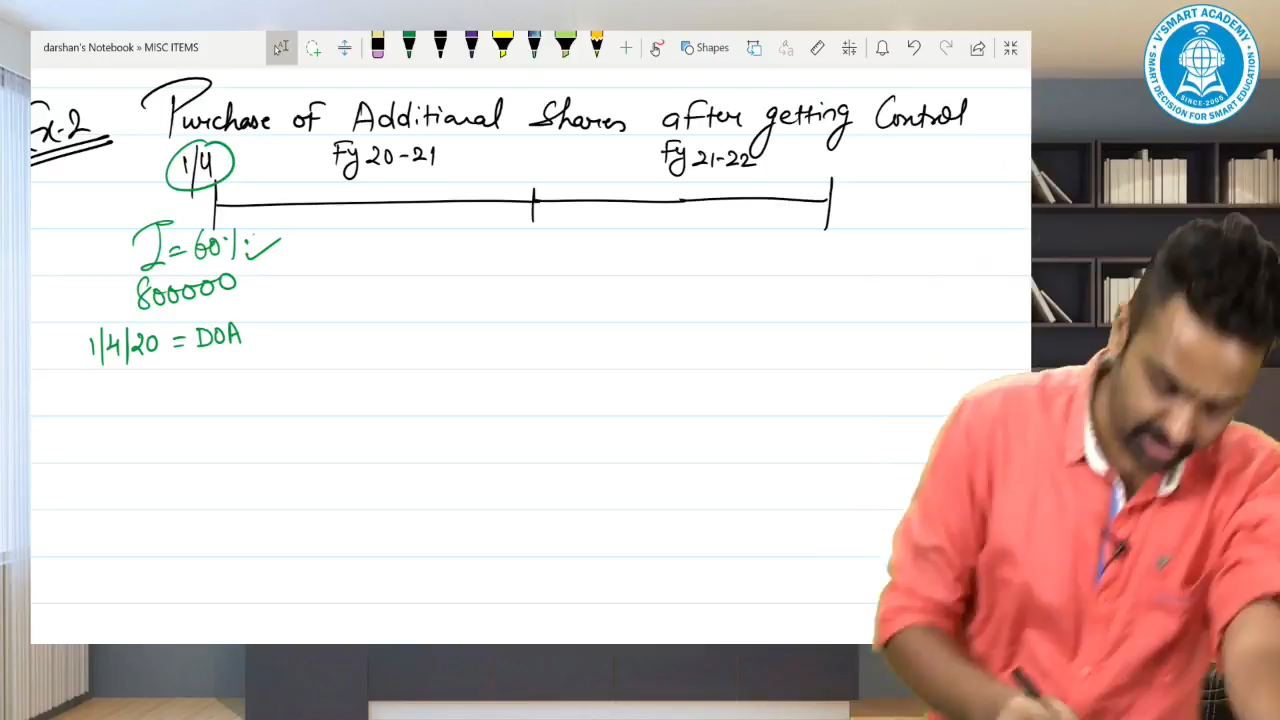 darshan's Notebook » MISC ITEMS
Shapes
V'SMART ACADEMY
SMART DECISION FOR SMART EDUCATION
SINCE-2005
Ex-2 Purchase of Additional Shares after getting Control
1/4 Fy 20-21 Fy 21-22
I = 60%
800000
1/4/20 = DOA